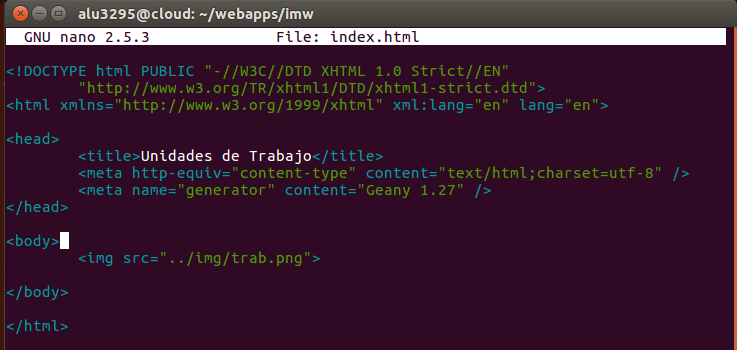 alu3295@cloud: ~/webapps/imw
GNU nano 2.5.3 File: index.html
<!DOCTYPE html PUBLIC "-//W3C//DTD XHTML 1.0 Strict//EN"
"http://www.w3.org/TR/xhtml1/DTD/xhtml1-strict.dtd">
<html xmlns="http://www.w3.org/1999/xhtml" xml:lang="en" lang="en">
<head>
<title>Unidades de Trabajo</title>
<meta http-equiv="content-type" content="text/html;charset=utf-8" />
<meta name="generator" content="Geany 1.27" />
</head>
<body>
<img src="../img/trab.png">
</body>
</html>